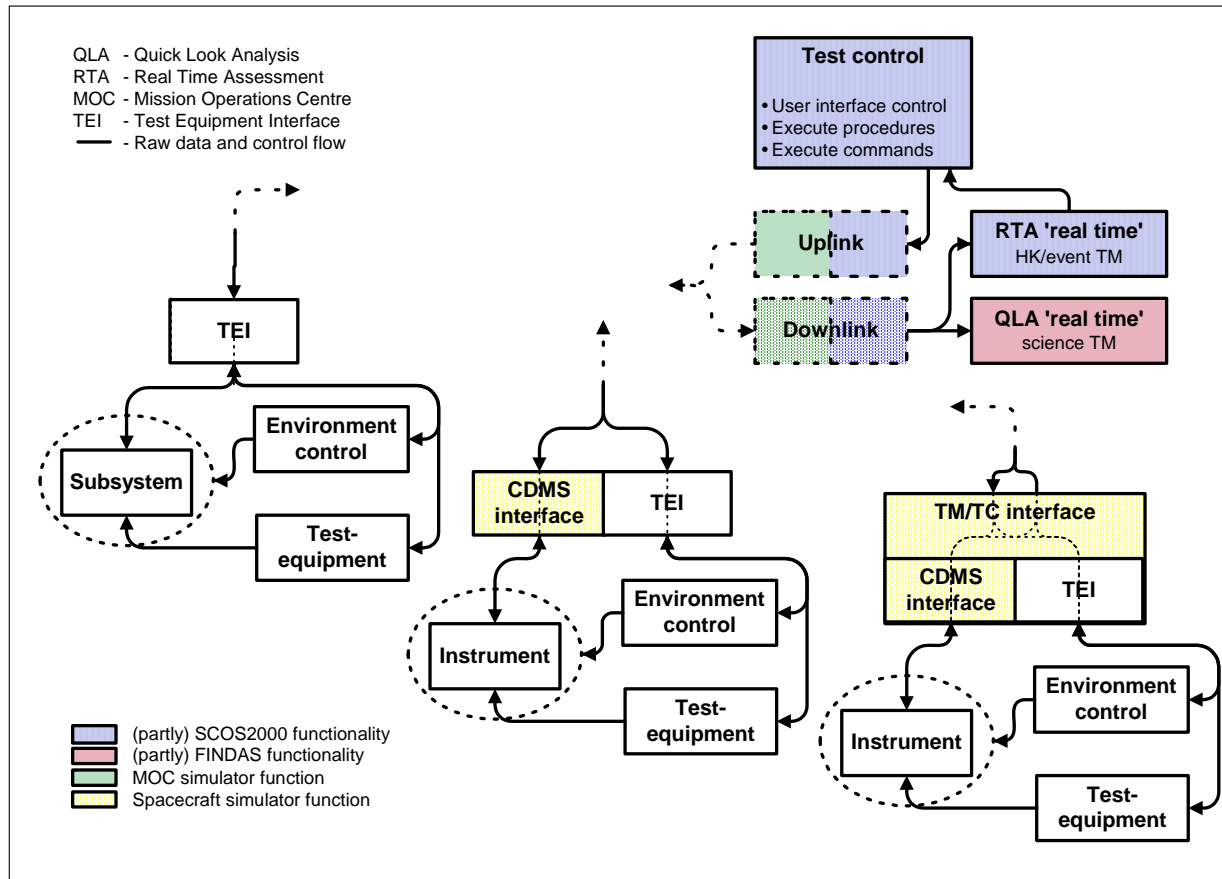 QLA - Quick Look Analysis
RTA - Real Time Assessment
MOC - Mission Operations Centre
TEI - Test Equipment Interface
- Raw data and control flow
Test control
• User interface control
• Execute procedures
• Execute commands
Uplink
RTA 'real time'
HK/event TM
Downlink
QLA 'real time'
science TM
TEI
Environment
control
Subsystem
Test-
equipment
CDMS
interface
TEI
Environment
control
Instrument
Test-
equipment
TM/TC interface
CDMS
interface
TEI
Environment
control
Instrument
Test-
equipment
(partly) SCOS2000 functionality
(partly) FINDAS functionality
MOC simulator function
Spacecraft simulator function